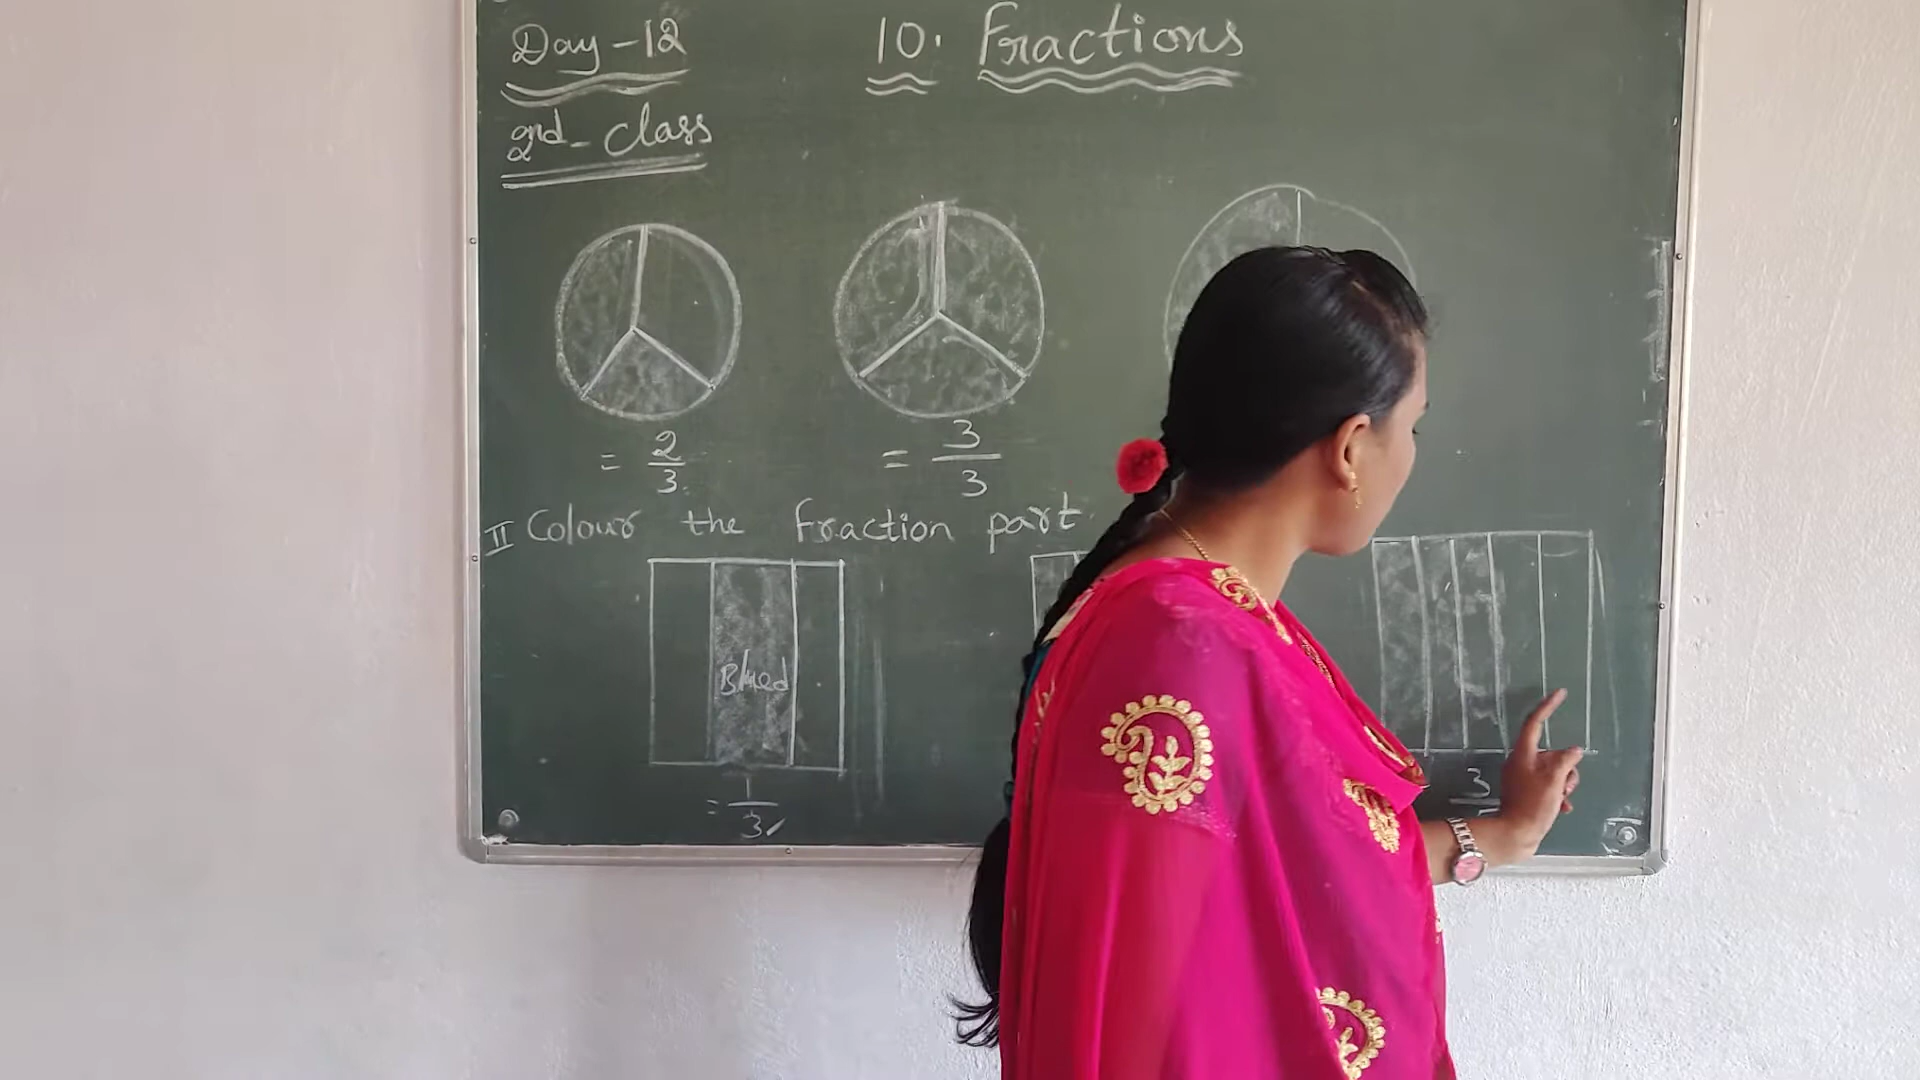 Day-12
10. Fractions
2nd-Class
= 2/3.
= 3/3
II Colour the Fraction part.
= 1/3
3